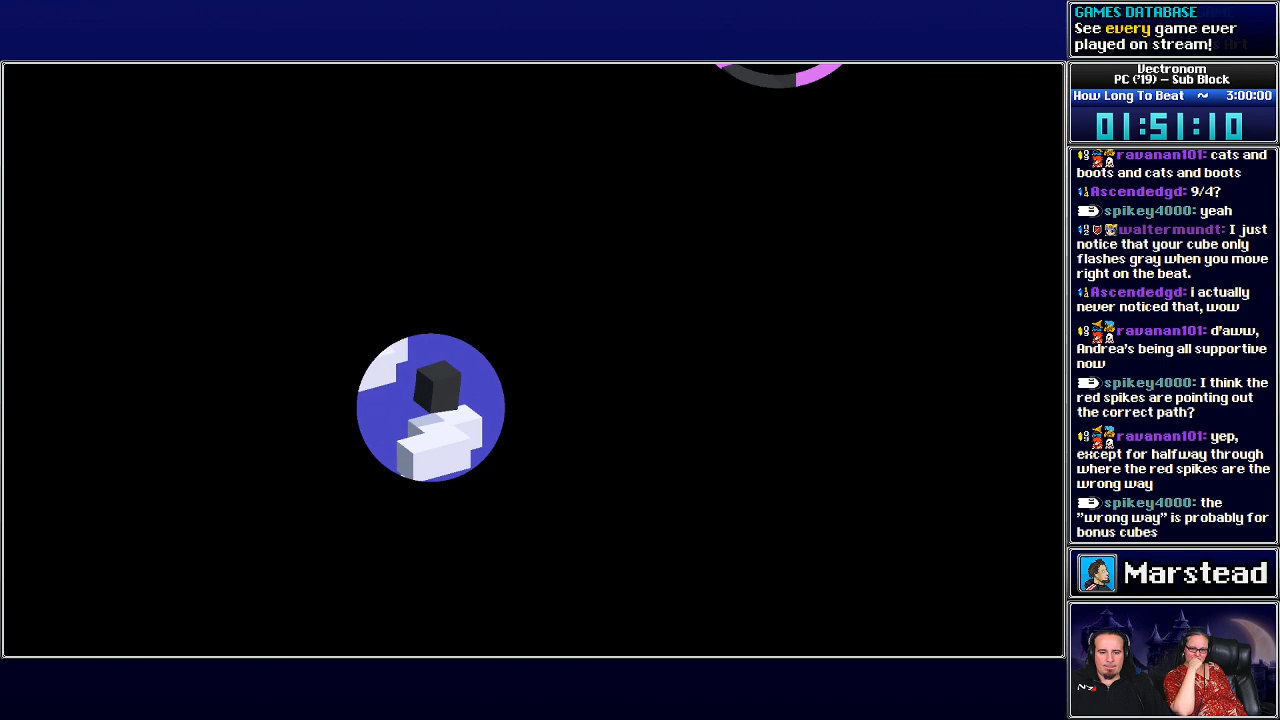 GAMES DATABASE
See every game ever
played on stream!
Vectronom
PC ('19) – Sub Block
How Long To Beat ~ 3:00:00
01:51:10
ravanan101: cats and
boots and cats and boots
Ascendedgd: 9/4?
spikey4000: yeah
waltermundt: I just
notice that your cube only
flashes gray when you move
right on the beat.
Ascendedgd: i actually
never noticed that, wow
ravanan101: d'aww,
Andrea's being all supportive
now
spikey4000: I think the
red spikes are pointing out
the correct path?
ravanan101: yep,
except for halfway through
where the red spikes are the
wrong way
spikey4000: the
"wrong way" is probably for
bonus cubes
Marstead
N7